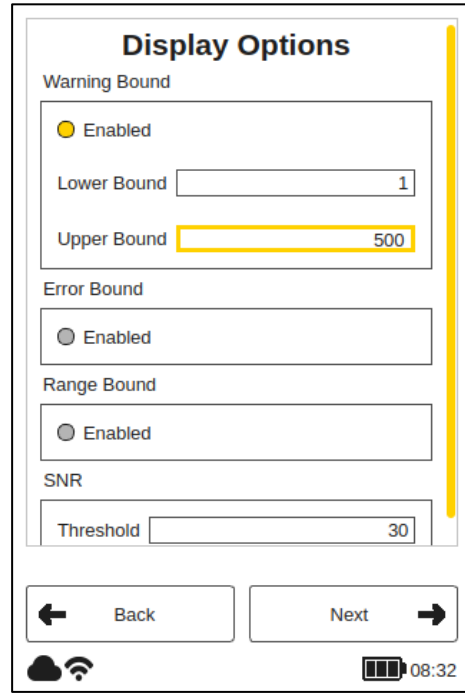 Display Options
Warning Bound
Enabled
Lower Bound 1
Upper Bound 500
Error Bound
Enabled
Range Bound
Enabled
SNR
Threshold 30
Back Next
08:32